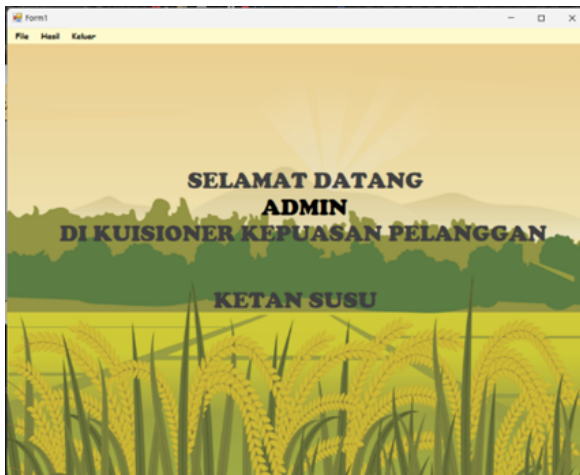 Form1
File Hasil Keluar
SELAMAT DATANG
ADMIN
DI KUISIONER KEPUASAN PELANGGAN
KETAN SUSU